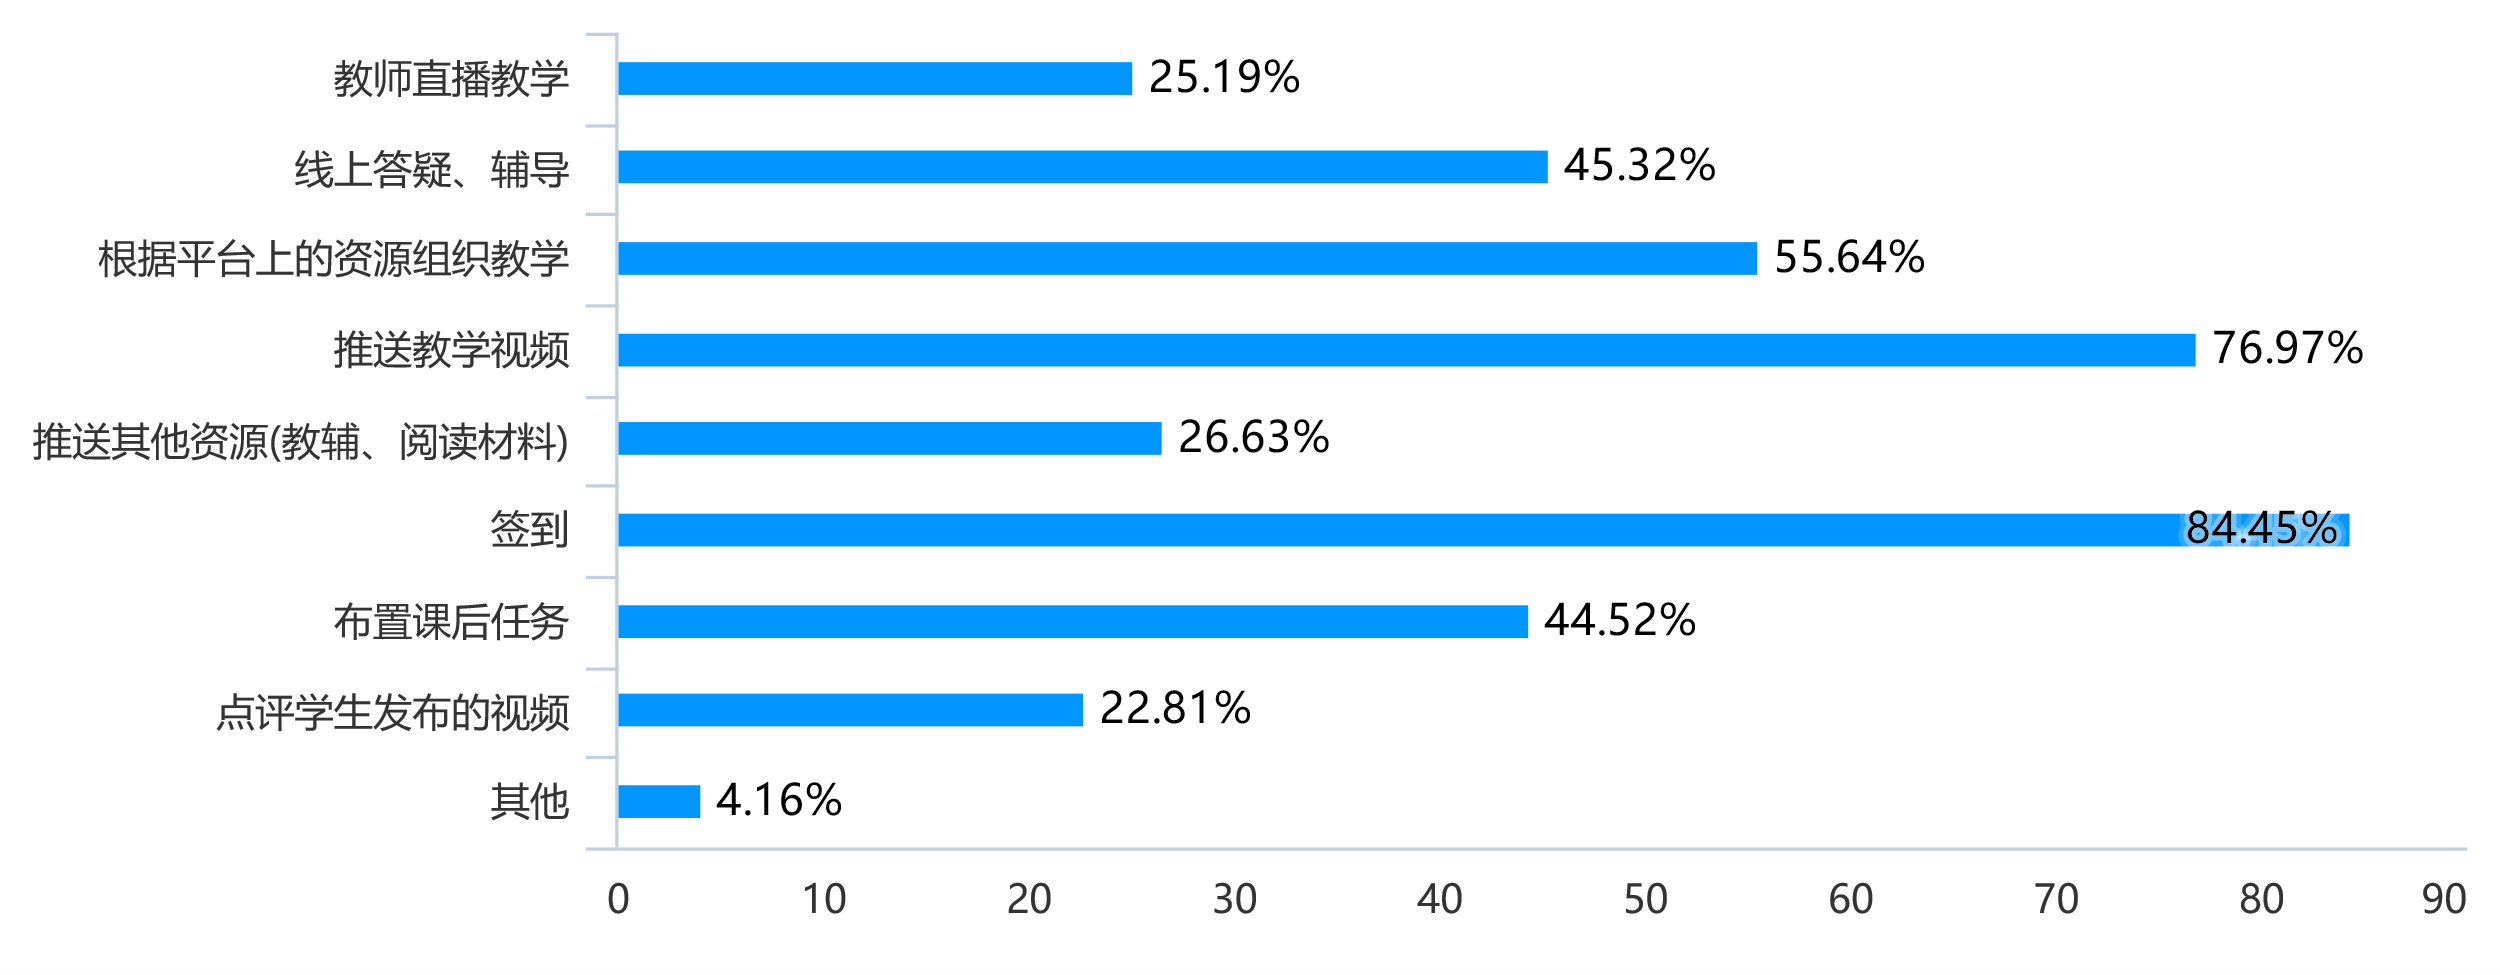 教师直播教学 25.19%
线上答疑、辅导 45.32%
根据平台上的资源组织教学 55.64%
推送教学视频 76.97%
推送其他资源(教辅、阅读材料) 26.63%
签到 84.45%
布置课后任务 44.52%
点评学生发布的视频 22.81%
其他 4.16%
0 10 20 30 40 50 60 70 80 90